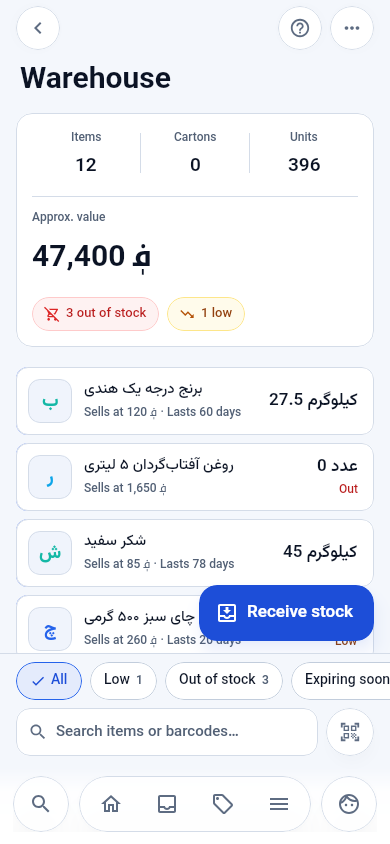 Warehouse
Items
Cartons
Units
12
0
396
Approx. value
47,400 ؋
3 out of stock
1 low
ب
برنج درجه یک هندی
Sells at 120 ؋ · Lasts 60 days
27.5 کیلوگرم
ر
روغن آفتاب‌گردان ۵ لیتری
Sells at 1,650 ؋
0 عدد
Out
ش
شکر سفید
Sells at 85 ؋ · Lasts 78 days
45 کیلوگرم
چ
چای سبز ۵۰۰ گرمی
Sells at 260 ؋ · Lasts 20 days
Low
Receive stock
All
Low 1
Out of stock 3
Expiring soon
Search items or barcodes…